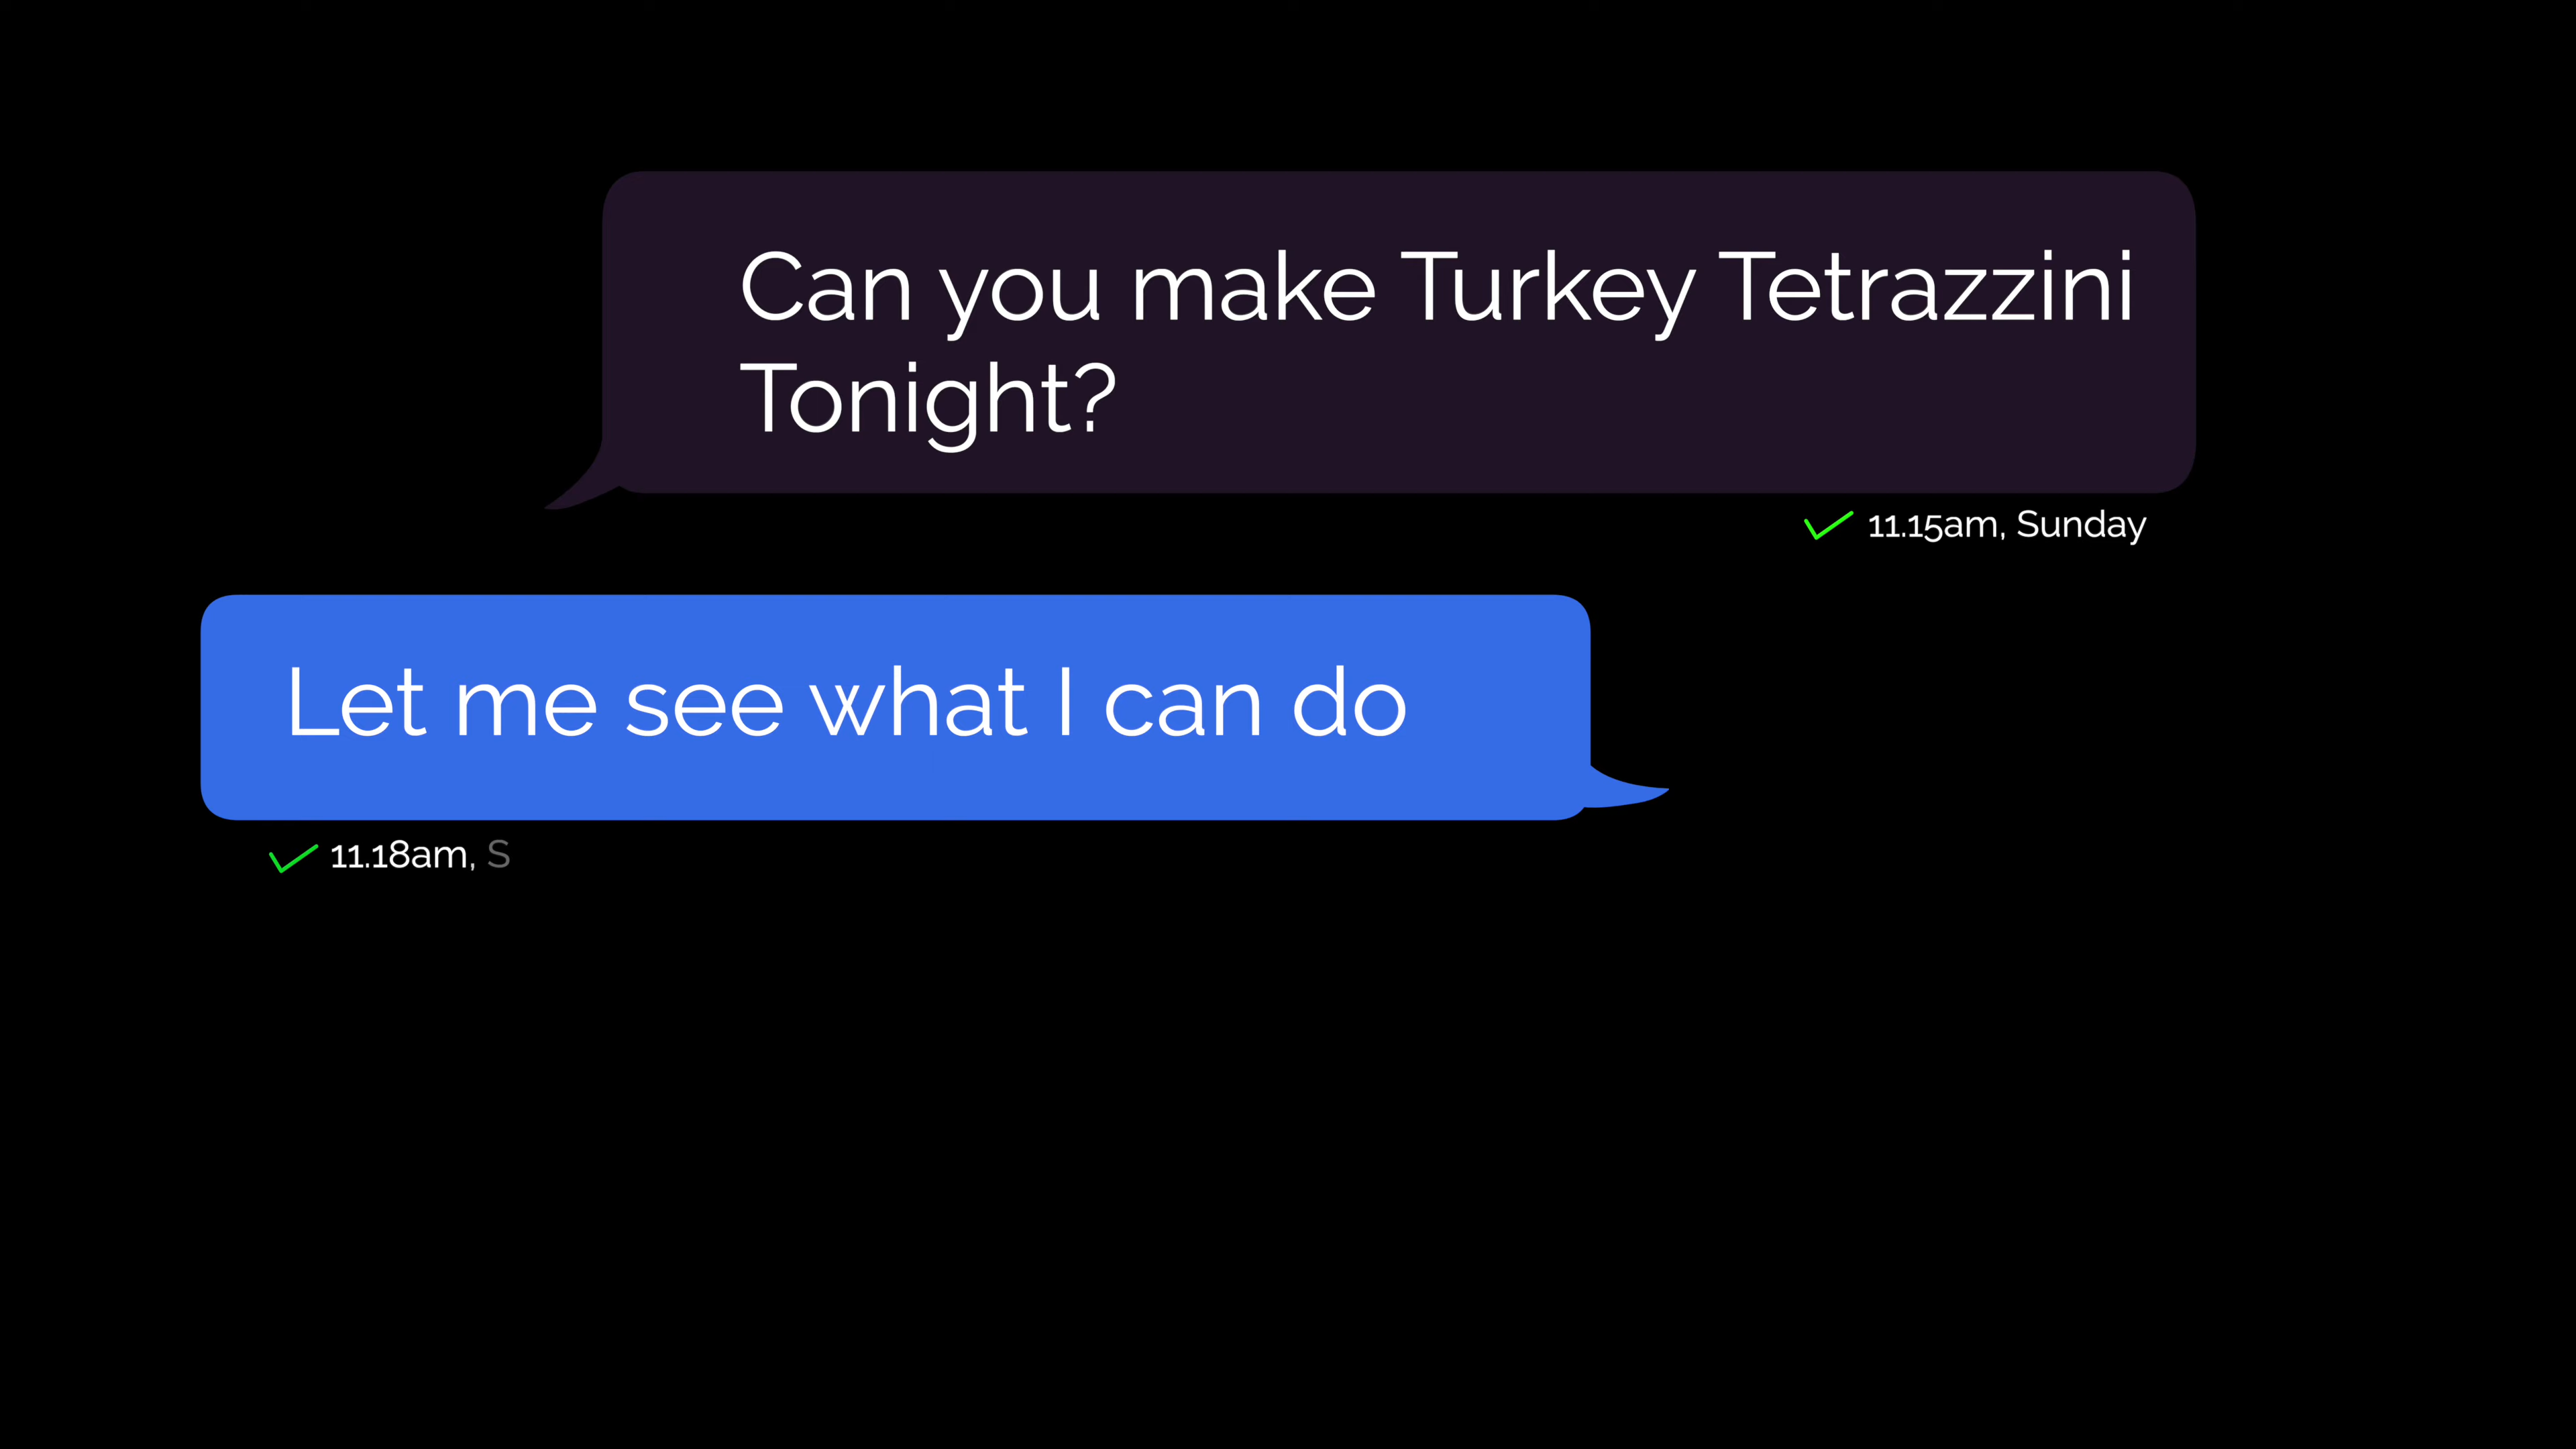 Can you make Turkey Tetrazzini
Tonight?
11.15am, Sunday
Let me see what I can do
11.18am, S